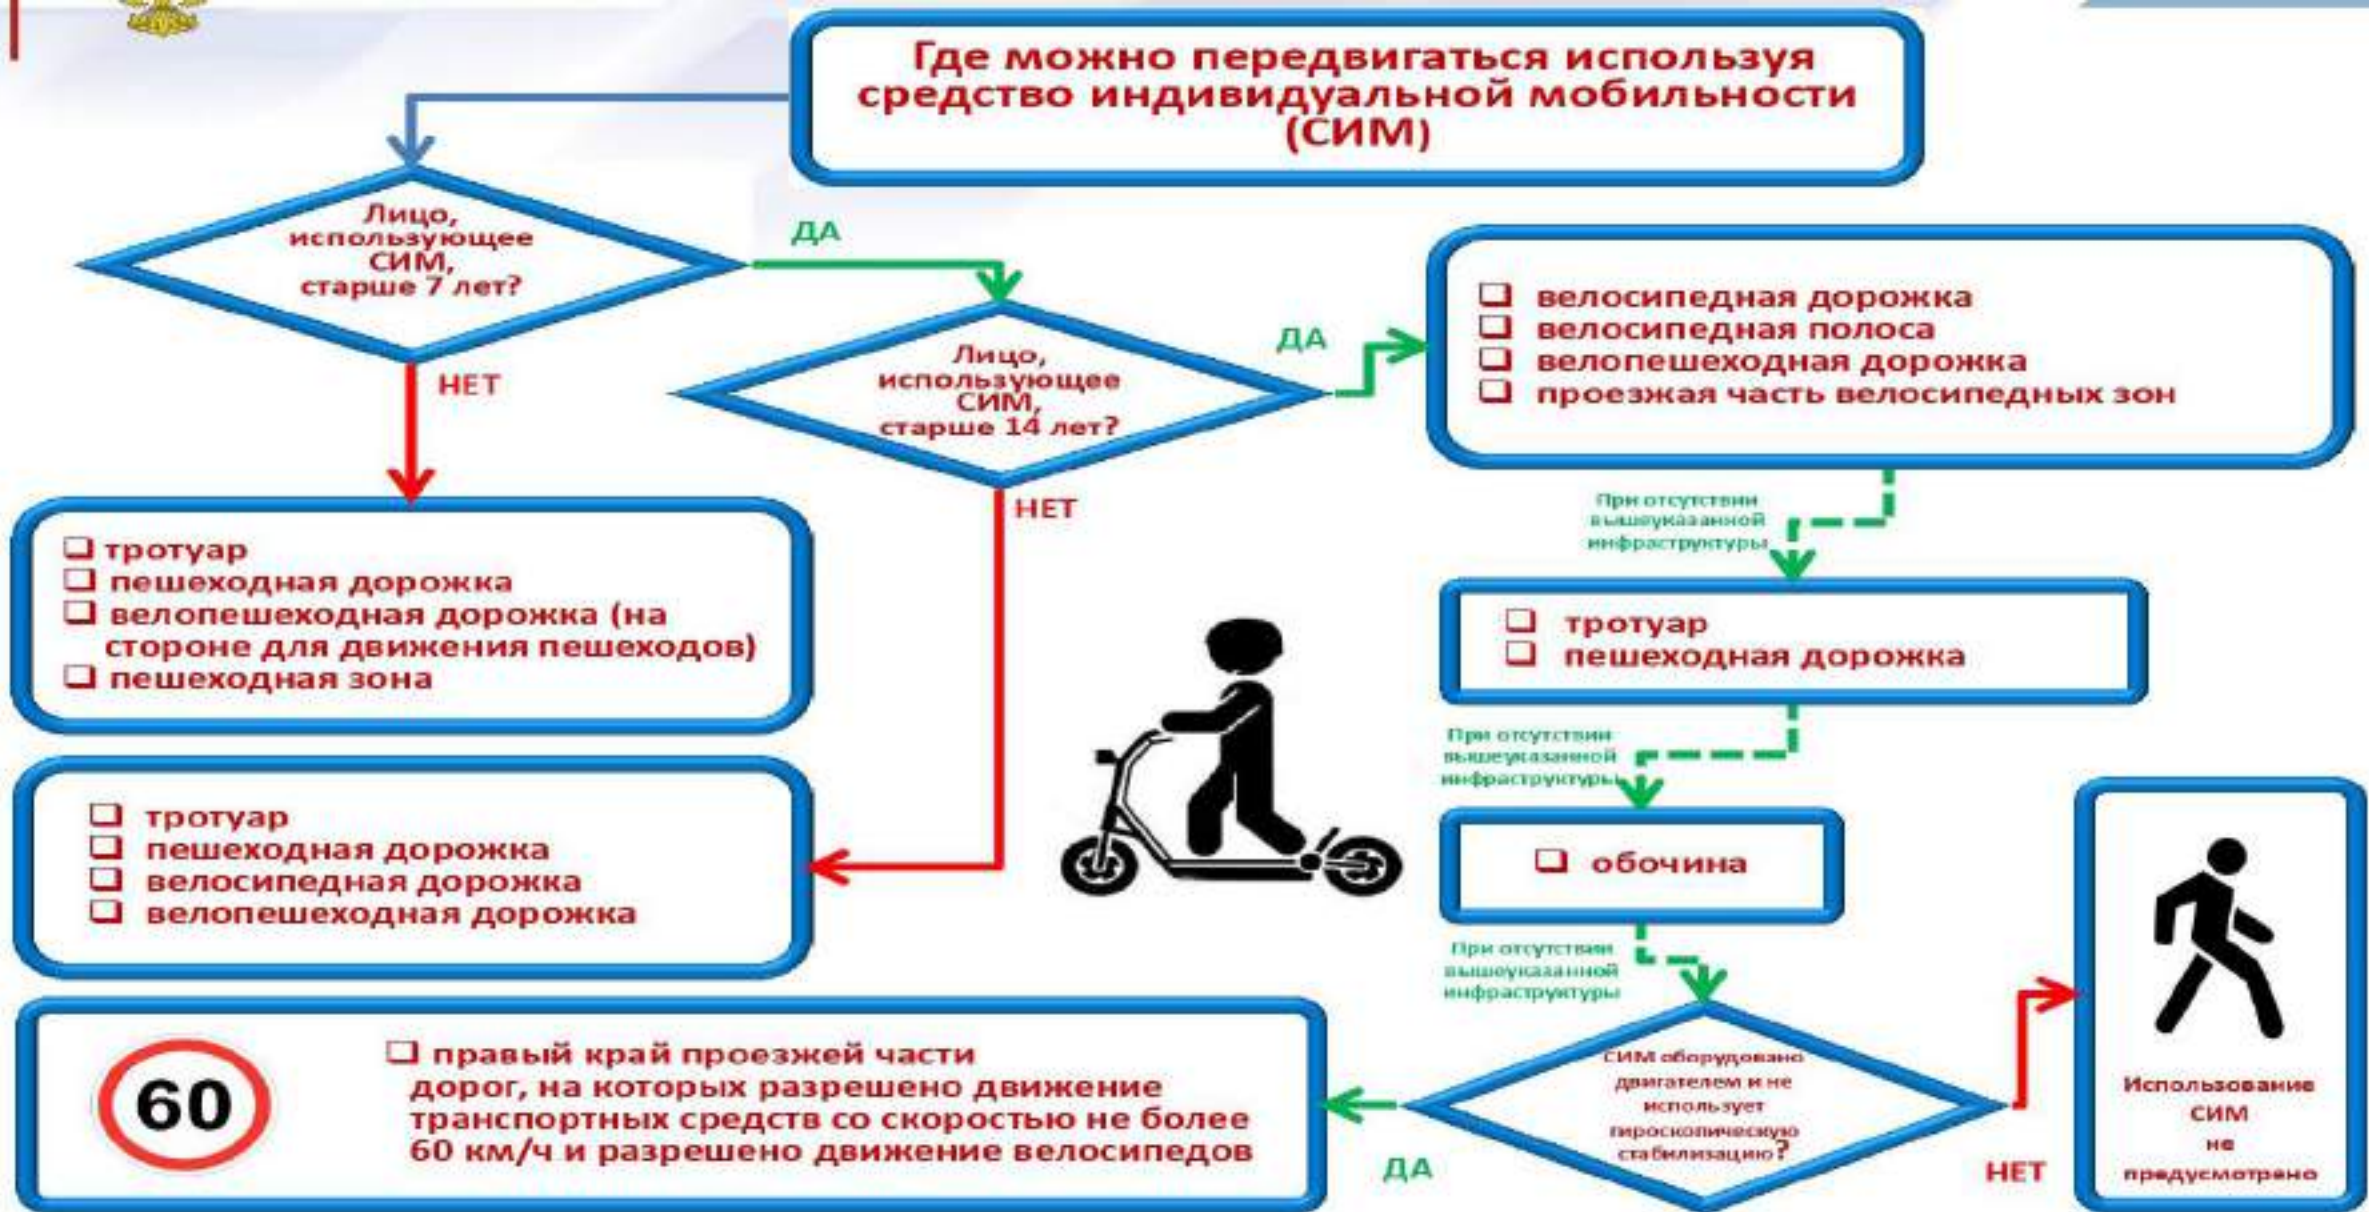 Где можно передвигаться используя
средство индивидуальной мобильности
(СИМ)
Лицо,
использующее
СИМ,
старше 7 лет?
ДА
НЕТ
Лицо,
использующее
СИМ,
старше 14 лет?
ДА
НЕТ
велосипедная дорожка
велосипедная полоса
велопешеходная дорожка
проезжая часть велосипедных зон
При отсутствии
вышеуказанной
инфраструктуры
тротуар
пешеходная дорожка
велопешеходная дорожка (на
стороне для движения пешеходов)
пешеходная зона
тротуар
пешеходная дорожка
При отсутствии
вышеуказанной
инфраструктуры
тротуар
пешеходная дорожка
велосипедная дорожка
велопешеходная дорожка
обочина
При отсутствии
вышеуказанной
инфраструктуры
60
правый край проезжей части
дорог, на которых разрешено движение
транспортных средств со скоростью не более
60 км/ч и разрешено движение велосипедов
ДА
СИМ оборудовано
двигателем и не
использует
гироскопическую
стабилизацию?
НЕТ
Использование
СИМ
не
предусмотрено